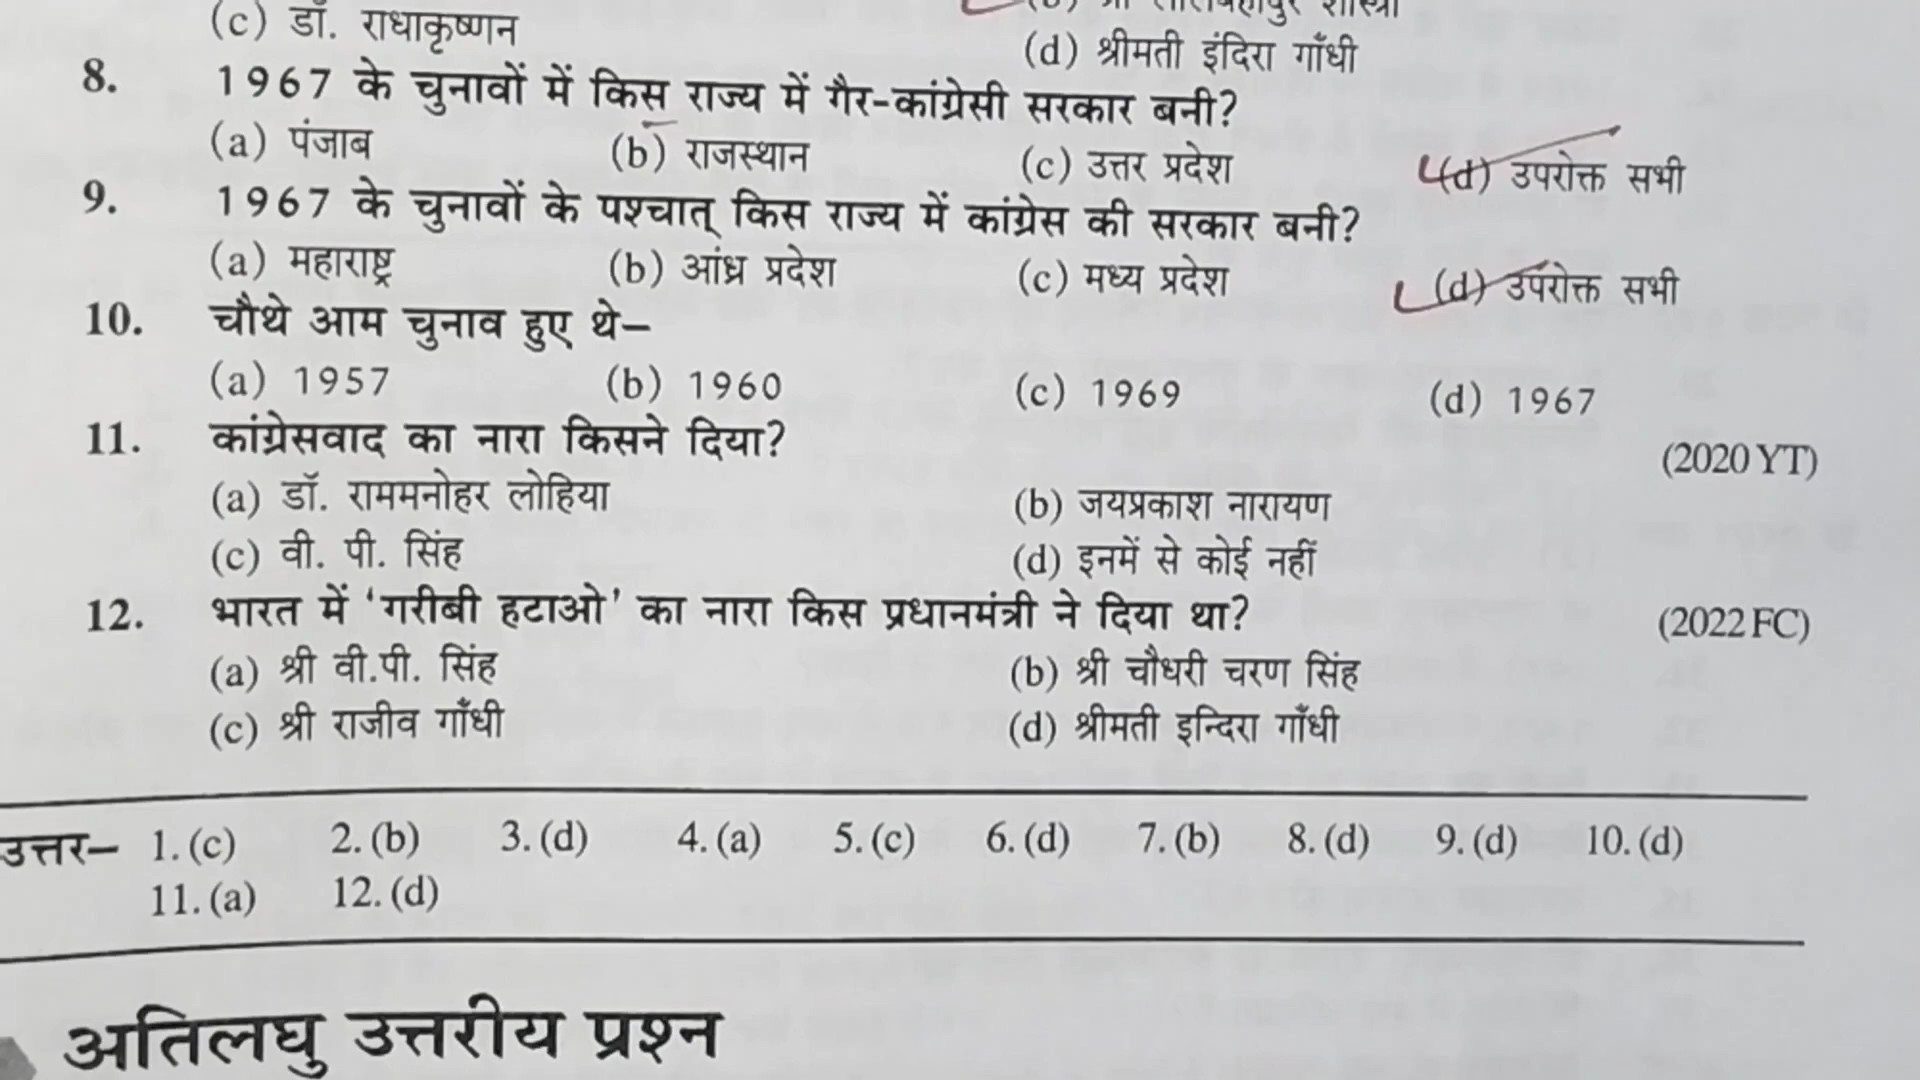 (c) डॉ. राधाकृष्णन
(b) श्री लालबहादुर शास्त्री
(d) श्रीमती इंदिरा गाँधी
8. 1967 के चुनावों में किस राज्य में गैर-कांग्रेसी सरकार बनी?
(a) पंजाब (b) राजस्थान (c) उत्तर प्रदेश (d) उपरोक्त सभी
9. 1967 के चुनावों के पश्चात् किस राज्य में कांग्रेस की सरकार बनी?
(a) महाराष्ट्र (b) आंध्र प्रदेश (c) मध्य प्रदेश (d) उपरोक्त सभी
10. चौथे आम चुनाव हुए थे–
(a) 1957 (b) 1960 (c) 1969 (d) 1967
11. कांग्रेसवाद का नारा किसने दिया? (2020 YT)
(a) डॉ. राममनोहर लोहिया (b) जयप्रकाश नारायण
(c) वी. पी. सिंह (d) इनमें से कोई नहीं
12. भारत में ‘गरीबी हटाओ’ का नारा किस प्रधानमंत्री ने दिया था? (2022 FC)
(a) श्री वी.पी. सिंह (b) श्री चौधरी चरण सिंह
(c) श्री राजीव गाँधी (d) श्रीमती इन्दिरा गाँधी
उत्तर– 1. (c) 2. (b) 3. (d) 4. (a) 5. (c) 6. (d) 7. (b) 8. (d) 9. (d) 10. (d)
11. (a) 12. (d)
अतिलघु उत्तरीय प्रश्न